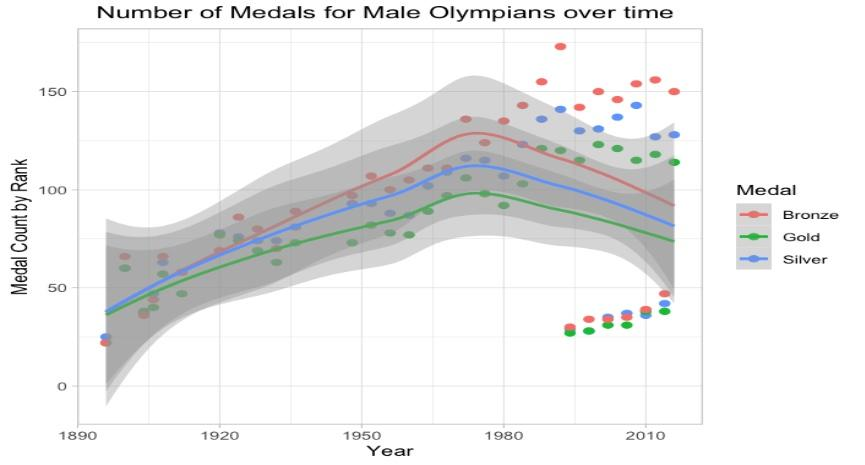 Number of Medals for Male Olympians over time
Medal Count by Rank
150
100
50
0
1890
1920
1950
1980
2010
Year
Medal
Bronze
Gold
Silver